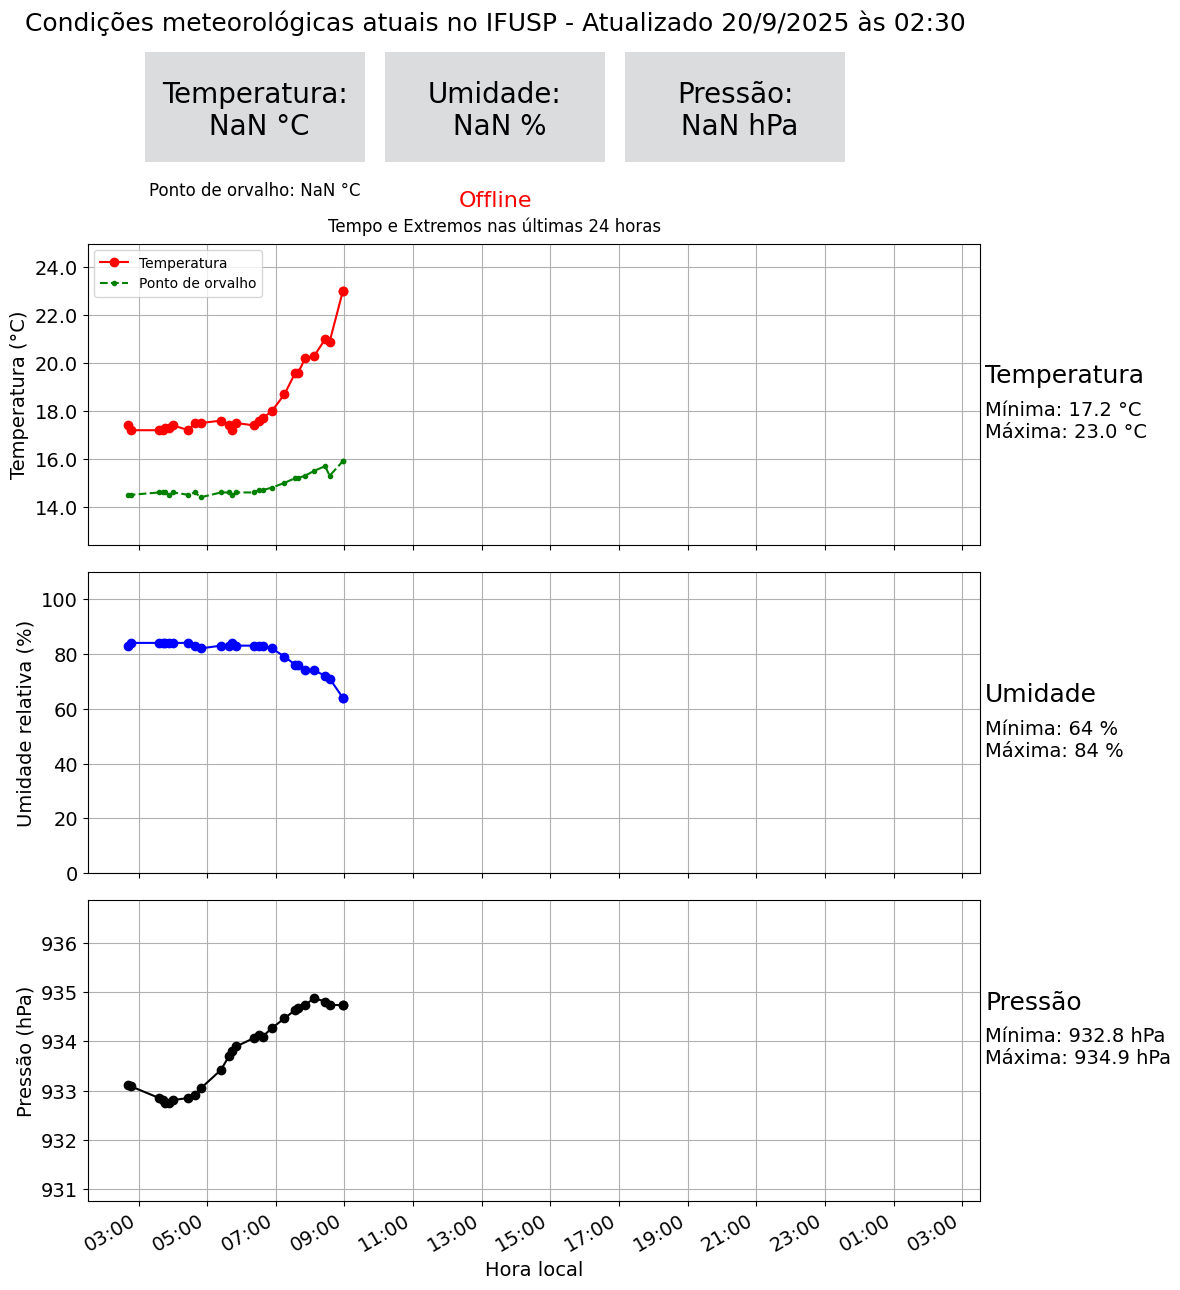 Condições meteorológicas atuais no IFUSP - Atualizado 20/9/2025 às 02:30
Temperatura:
NaN °C
Umidade:
NaN %
Pressão:
NaN hPa
Ponto de orvalho: NaN °C
Offline
Tempo e Extremos nas últimas 24 horas
Temperatura
Ponto de orvalho
Temperatura (°C)
24.0
22.0
20.0
18.0
16.0
14.0
Temperatura
Mínima: 17.2 °C
Máxima: 23.0 °C
Umidade relativa (%)
100
80
60
40
20
0
Umidade
Mínima: 64 %
Máxima: 84 %
Pressão (hPa)
936
935
934
933
932
931
Pressão
Mínima: 932.8 hPa
Máxima: 934.9 hPa
03:00 05:00 07:00 09:00 11:00 13:00 15:00 17:00 19:00 21:00 23:00 01:00 03:00
Hora local